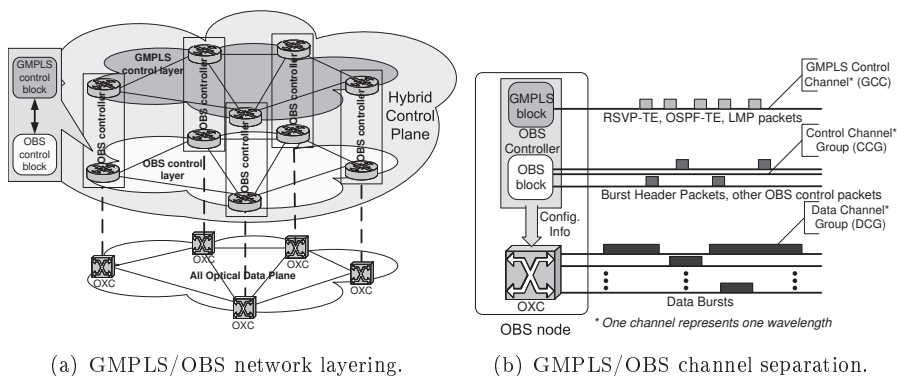 GMPLS
control
block
OBS
control
block
GMPLS
control layer
OBS controller
OBS controller
OBS controller
OBS controller
OBS controller
OBS control
layer
Hybrid
Control
Plane
All Optical Data Plane
OXC
OXC
OXC
OXC
OXC
(a) GMPLS/OBS network layering.
GMPLS
block
OBS
Controller
OBS
block
Config.
Info
OXC
OBS node
GMPLS Control
Channel* (GCC)
RSVP-TE, OSPF-TE, LMP packets
Control Channel*
Group (CCG)
Burst Header Packets, other OBS control packets
Data Channel*
Group (DCG)
Data Bursts
* One channel represents one wavelength
(b) GMPLS/OBS channel separation.